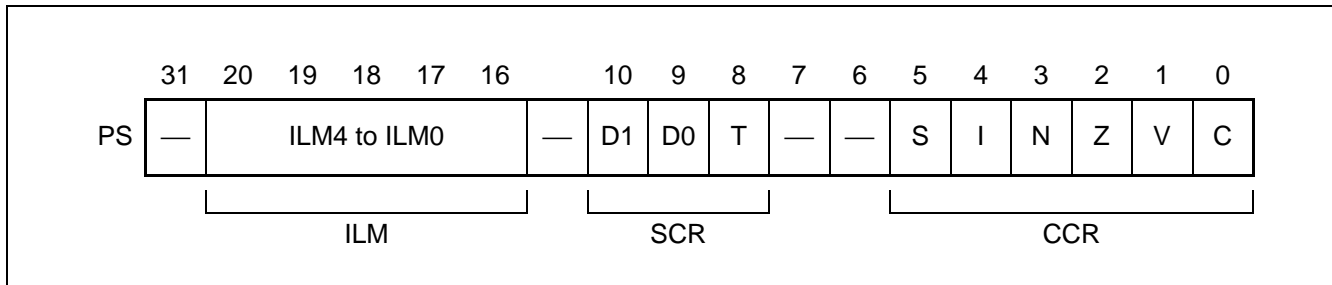 31 20 19 18 17 16 10 9 8 7 6 5 4 3 2 1 0
PS — ILM4 to ILM0 — D1 D0 T — — S I N Z V C
ILM SCR CCR